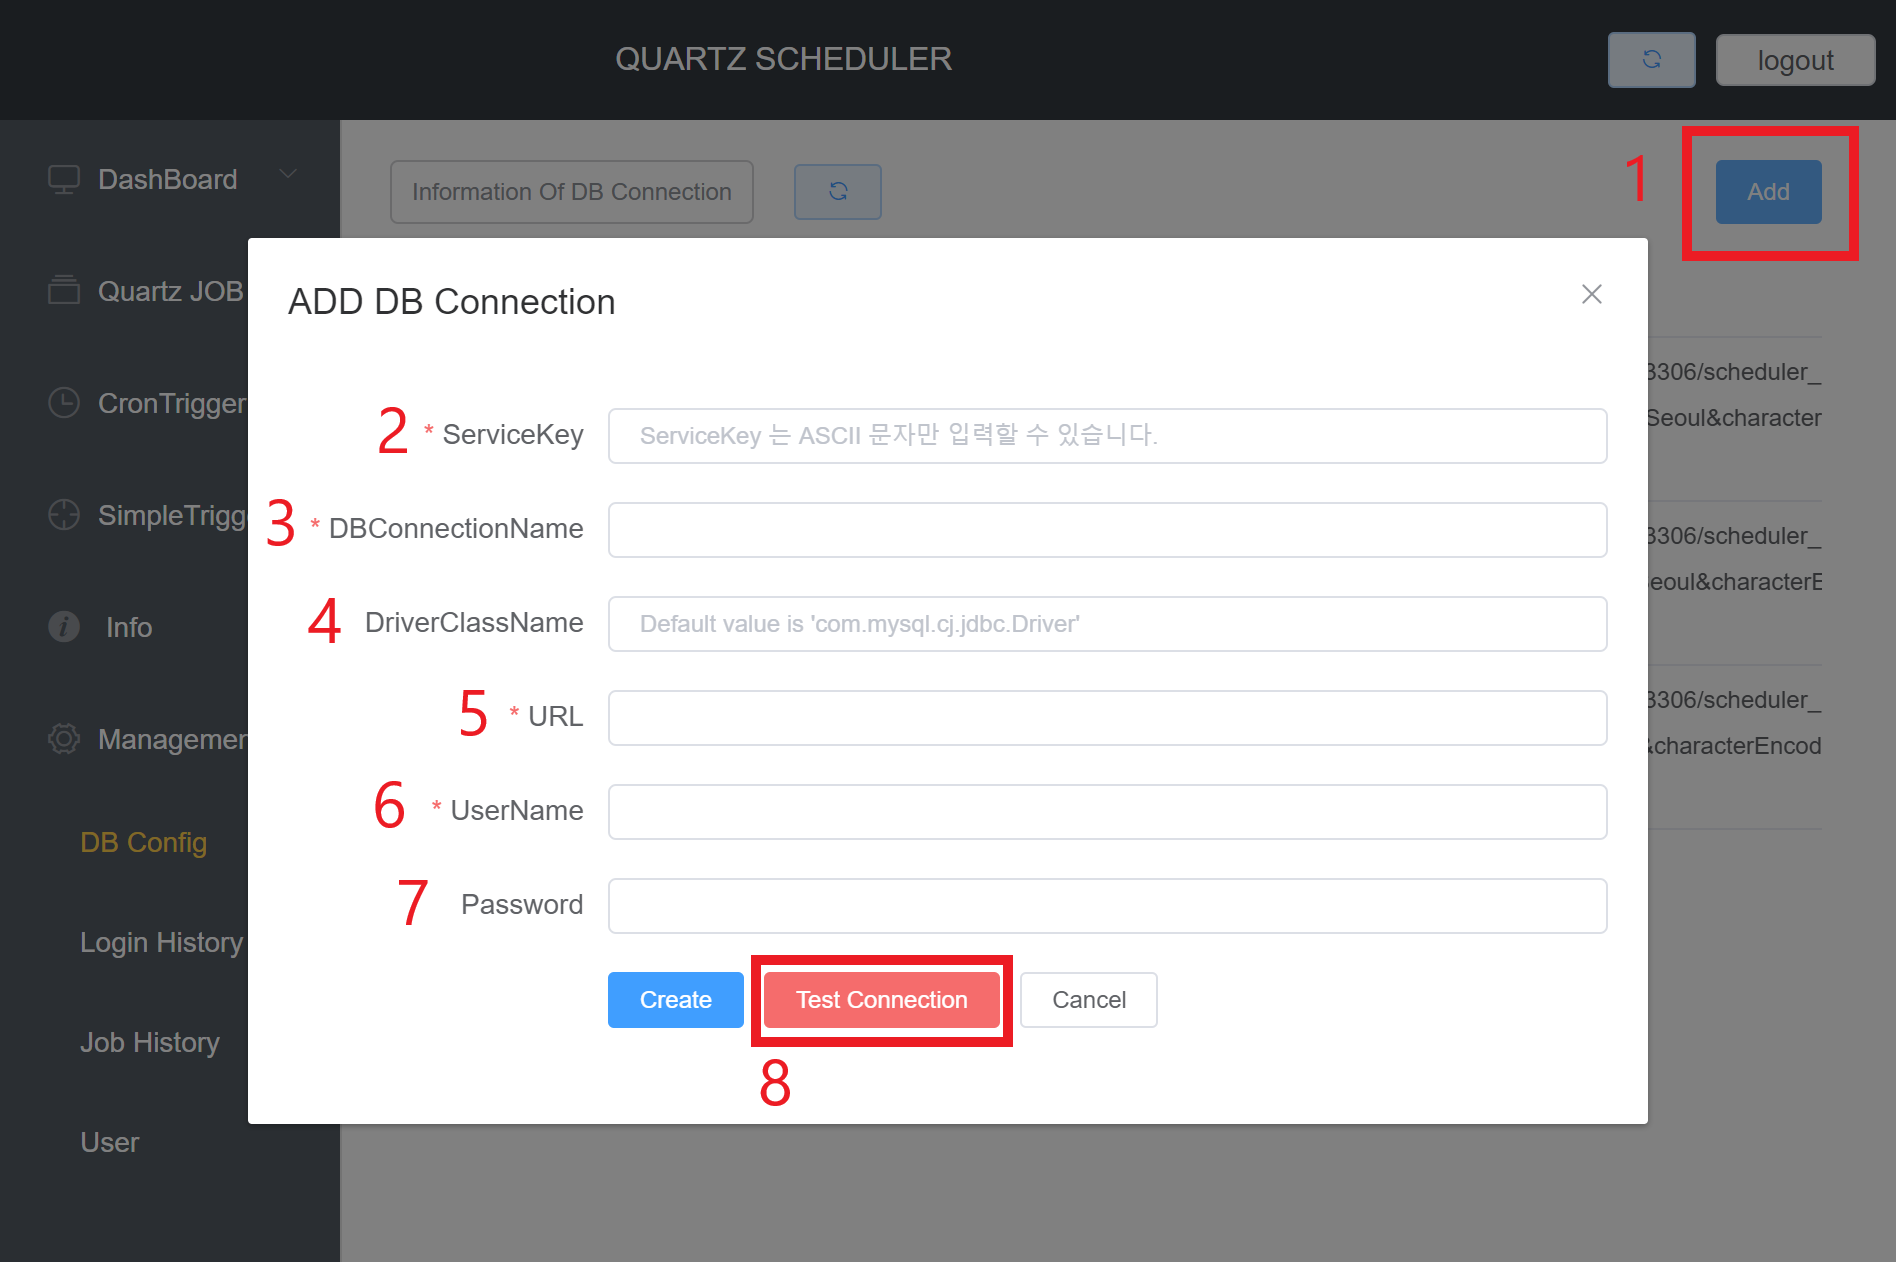 QUARTZ SCHEDULER
logout
DashBoard
Information Of DB Connection
1
Add
Quartz JOB
ADD DB Connection
3306/scheduler_
CronTrigger
Seoul&character
2 * ServiceKey
ServiceKey 는 ASCII 문자만 입력할 수 있습니다.
SimpleTrigge
3 * DBConnectionName
3306/scheduler_
eoul&characterE
Info
4 DriverClassName
Default value is 'com.mysql.cj.jdbc.Driver'
3306/scheduler_
5 * URL
Managemen
&characterEncod
6 * UserName
DB Config
7 Password
Login History
Create
Test Connection
Cancel
Job History
8
User